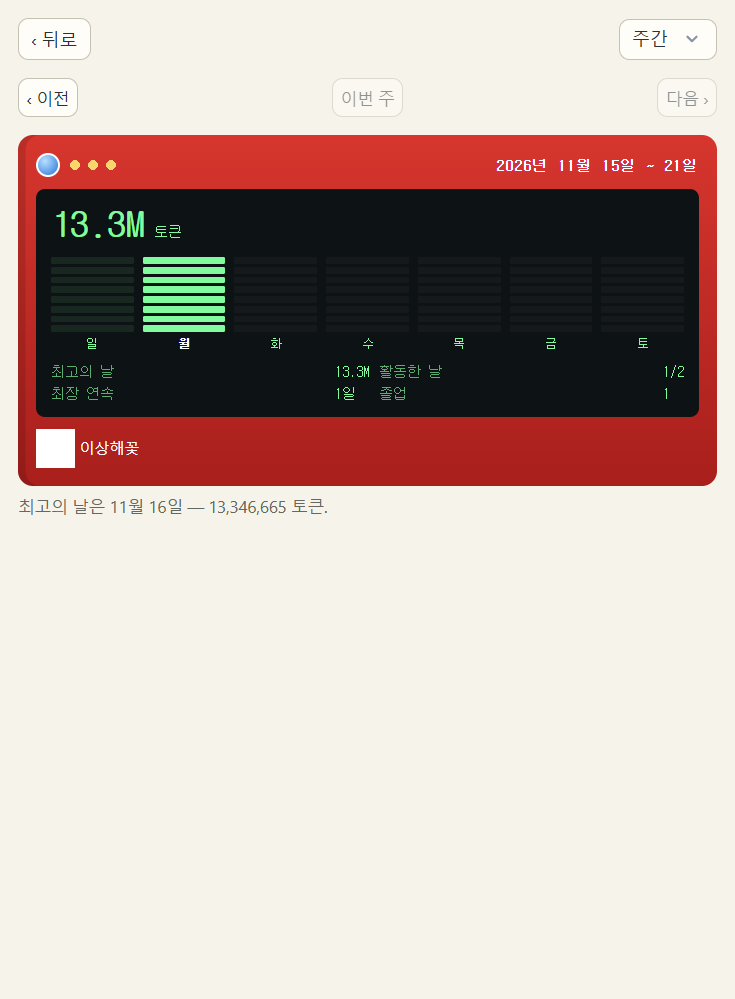 ‹ 뒤로
주간
‹ 이전
이번 주
다음 ›
2026년 11월 15일 ~ 21일
13.3M 토큰
일 월 화 수 목 금 토
최고의 날 13.3M 활동한 날 1/2
최장 연속 1일 졸업 1
이상해꽃
최고의 날은 11월 16일 — 13,346,665 토큰.